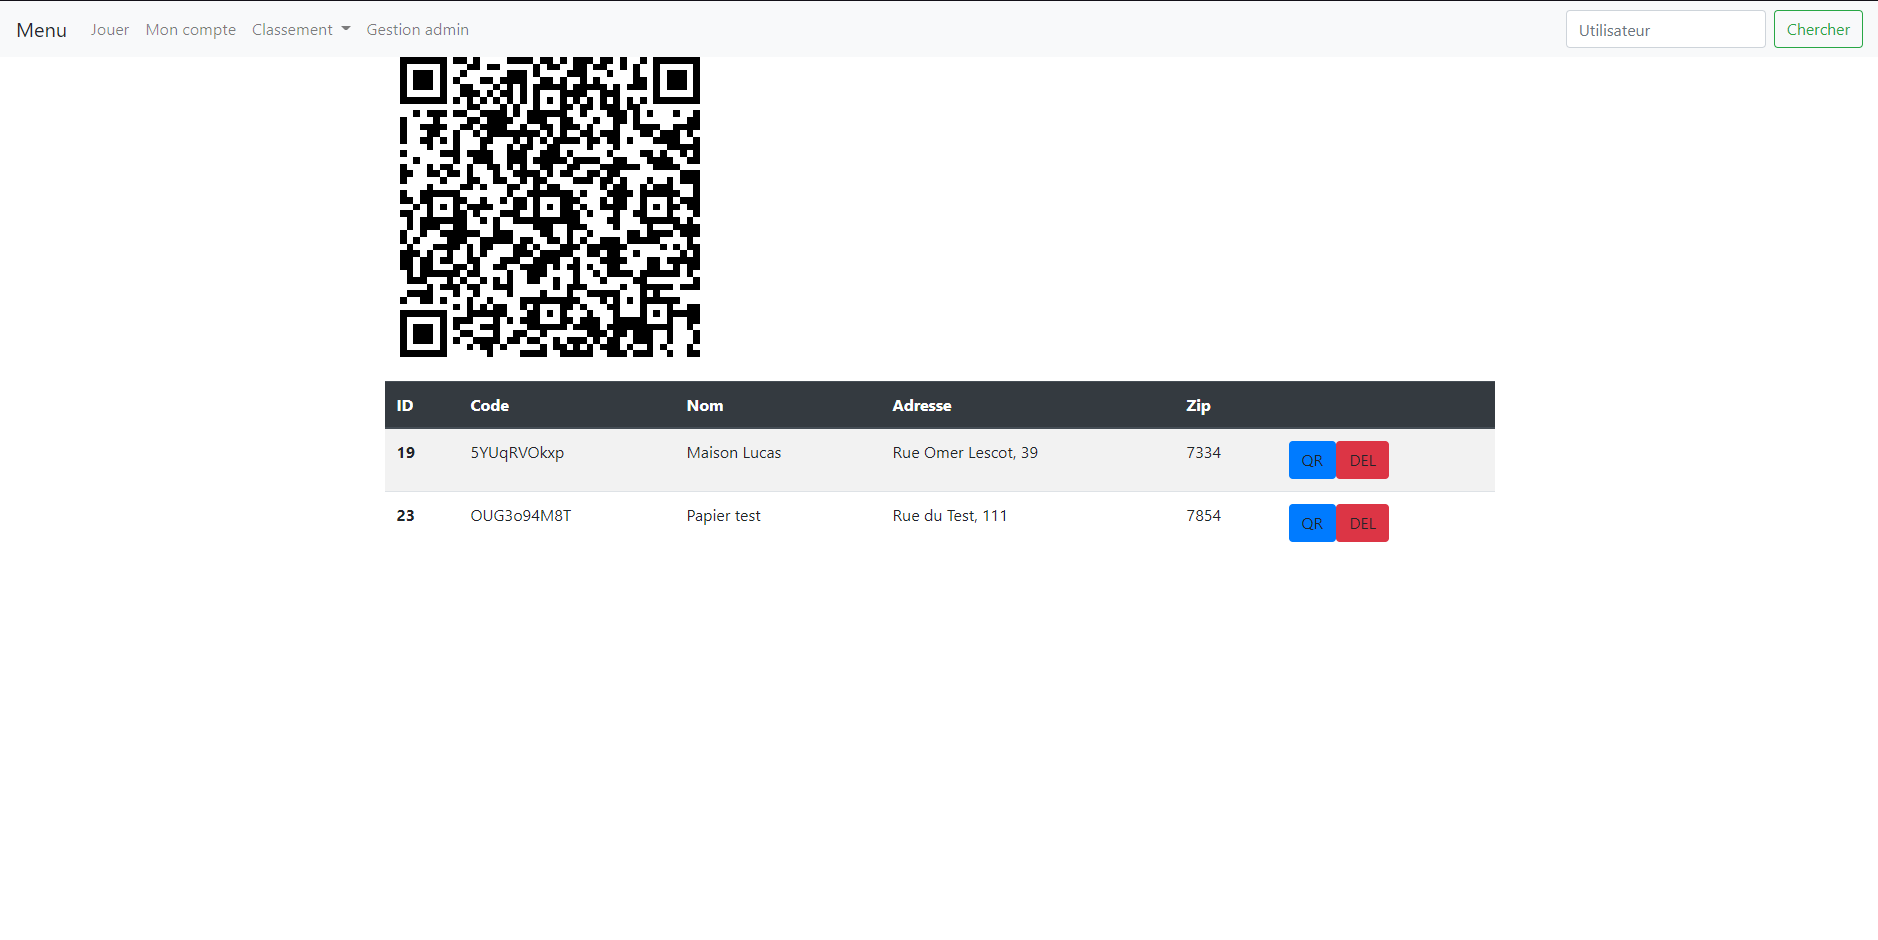 Menu Jouer Mon compte Classement Gestion admin Utilisateur Chercher
ID Code Nom Adresse Zip
19 5YUqRVOkxp Maison Lucas Rue Omer Lescot, 39 7334 QR DEL
23 OUG3o94M8T Papier test Rue du Test, 111 7854 QR DEL